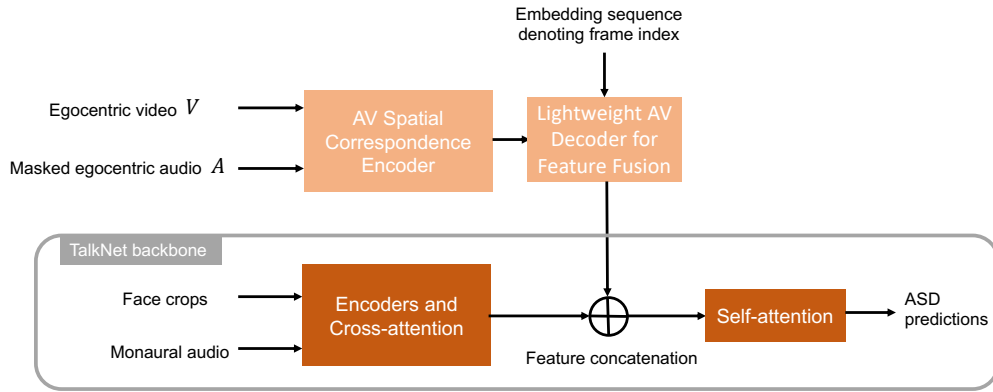 Embedding sequence
denoting frame index
Egocentric video V
Masked egocentric audio A
AV Spatial
Correspondence
Encoder
Lightweight AV
Decoder for
Feature Fusion
TalkNet backbone
Face crops
Monaural audio
Encoders and
Cross-attention
Feature concatenation
Self-attention
ASD
predictions